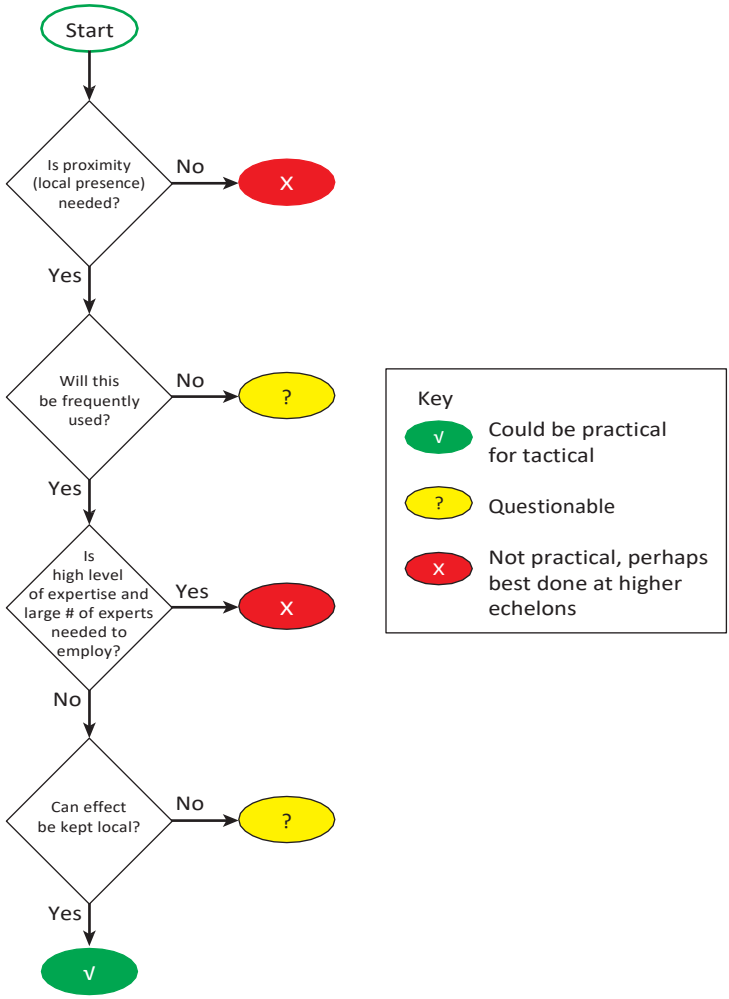 Start
Is proximity
(local presence)
needed?
No
X
Yes
Will this
be frequently
used?
No
?
Yes
Is
high level
of expertise and
large # of experts
needed to
employ?
Yes
X
No
Can effect
be kept local?
No
?
Yes
√
Key
√
Could be practical
for tactical
?
Questionable
X
Not practical, perhaps
best done at higher
echelons